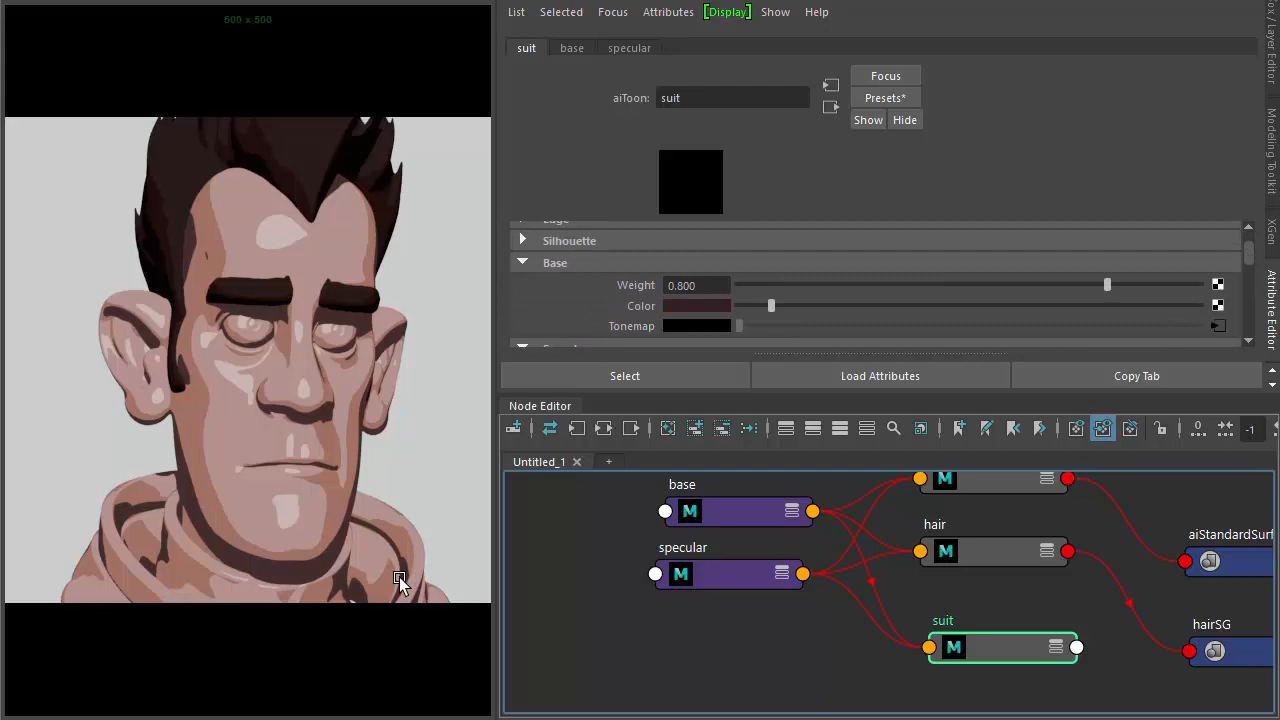 500 x 500
List Selected Focus Attributes [Display] Show Help
suit base specular
Focus
aiToon: suit
Presets*
Show Hide
Silhouette
Base
Weight 0.800
Color
Tonemap
Select Load Attributes Copy Tab
Node Editor
-1
Untitled_1 × +
base
specular
hair
suit
aiStandardSurf
hairSG
M
M
M
M
M
/ Layer Editor
Modeling Toolkit
XGen
Attribute Editor